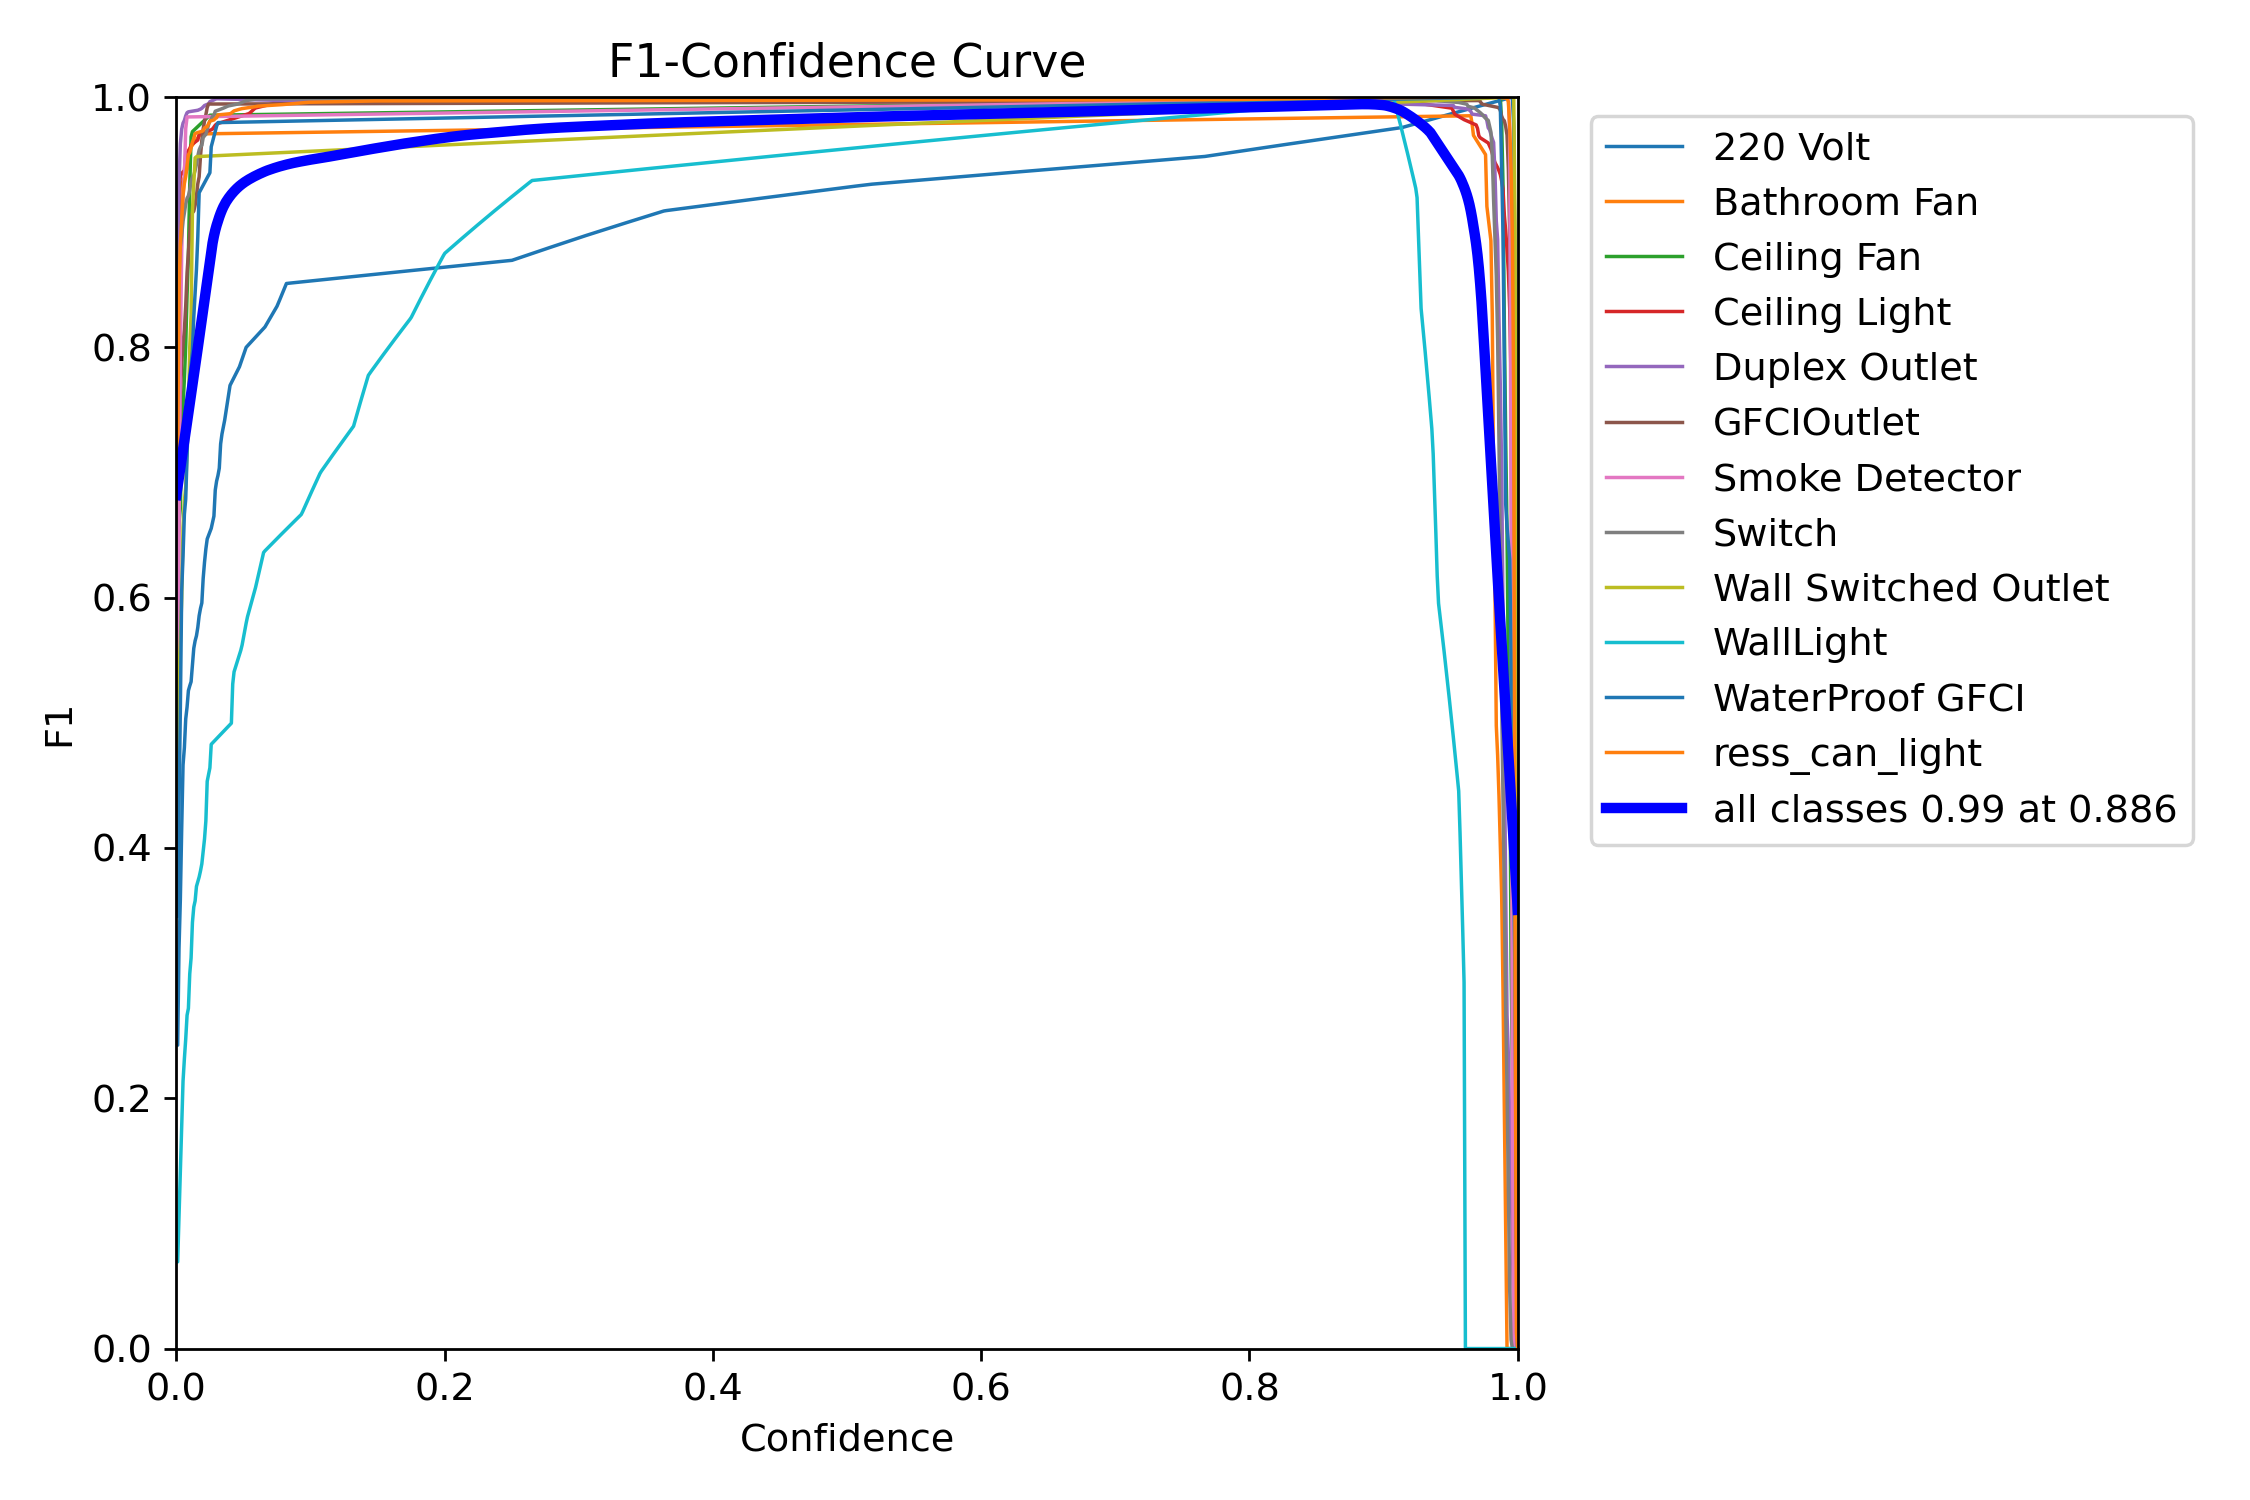 F1-Confidence Curve
1.0
0.8
0.6
0.4
0.2
0.0
F1
0.0 0.2 0.4 0.6 0.8 1.0
Confidence
220 Volt
Bathroom Fan
Ceiling Fan
Ceiling Light
Duplex Outlet
GFCIOutlet
Smoke Detector
Switch
Wall Switched Outlet
WallLight
WaterProof GFCI
ress_can_light
all classes 0.99 at 0.886